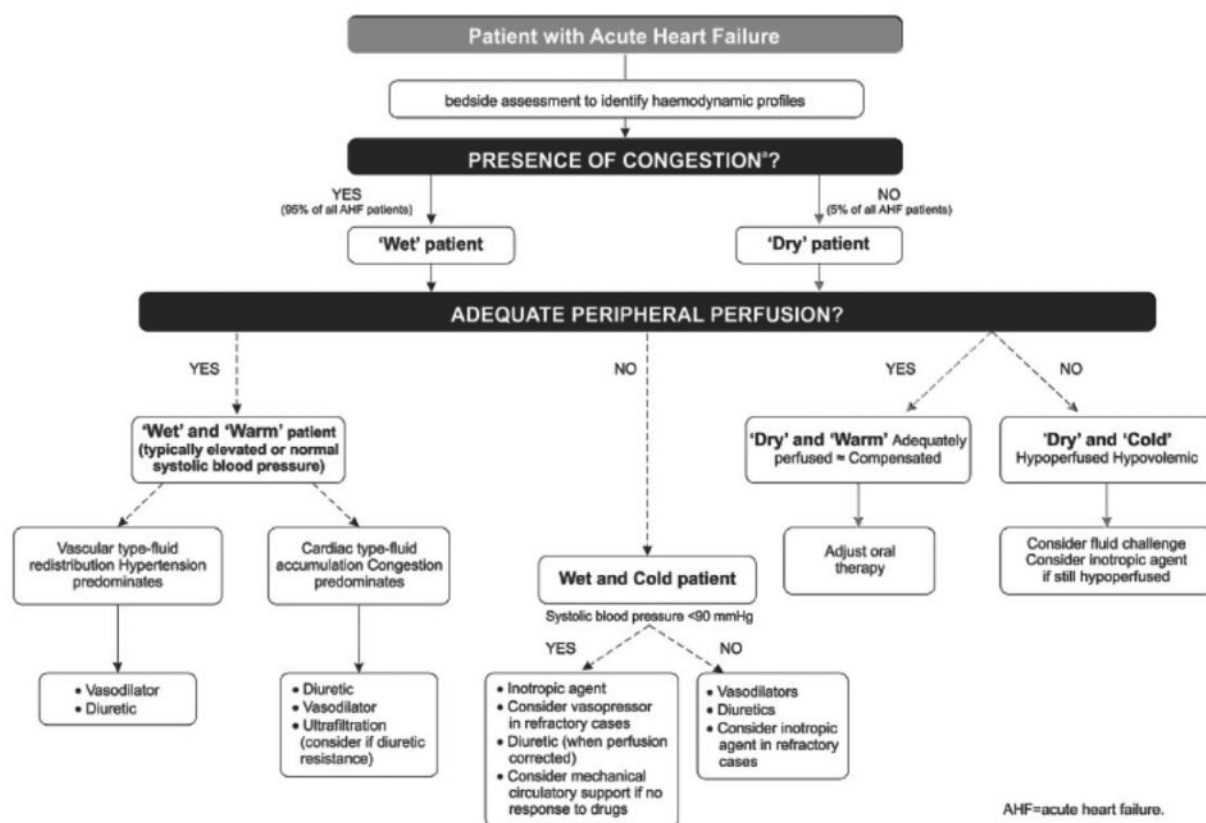 Patient with Acute Heart Failure
bedside assessment to identify haemodynamic profiles
PRESENCE OF CONGESTIONᵃ?
YES
(95% of all AHF patients)
NO
(5% of all AHF patients)
'Wet' patient
'Dry' patient
ADEQUATE PERIPHERAL PERFUSION?
YES
NO
YES
NO
'Wet' and 'Warm' patient
(typically elevated or normal
systolic blood pressure)
'Dry' and 'Warm' Adequately
perfused ≈ Compensated
'Dry' and 'Cold'
Hypoperfused Hypovolemic
Vascular type-fluid
redistribution Hypertension
predominates
Cardiac type-fluid
accumulation Congestion
predominates
Wet and Cold patient
Adjust oral
therapy
Consider fluid challenge
Consider inotropic agent
if still hypoperfused
Systolic blood pressure <90 mmHg
YES
NO
• Vasodilator
• Diuretic
• Diuretic
• Vasodilator
• Ultrafiltration
(consider if diuretic
resistance)
• Inotropic agent
• Consider vasopressor
in refractory cases
• Diuretic (when perfusion
corrected)
• Consider mechanical
circulatory support if no
response to drugs
• Vasodilators
• Diuretics
• Consider inotropic
agent in refractory
cases
AHF=acute heart failure.